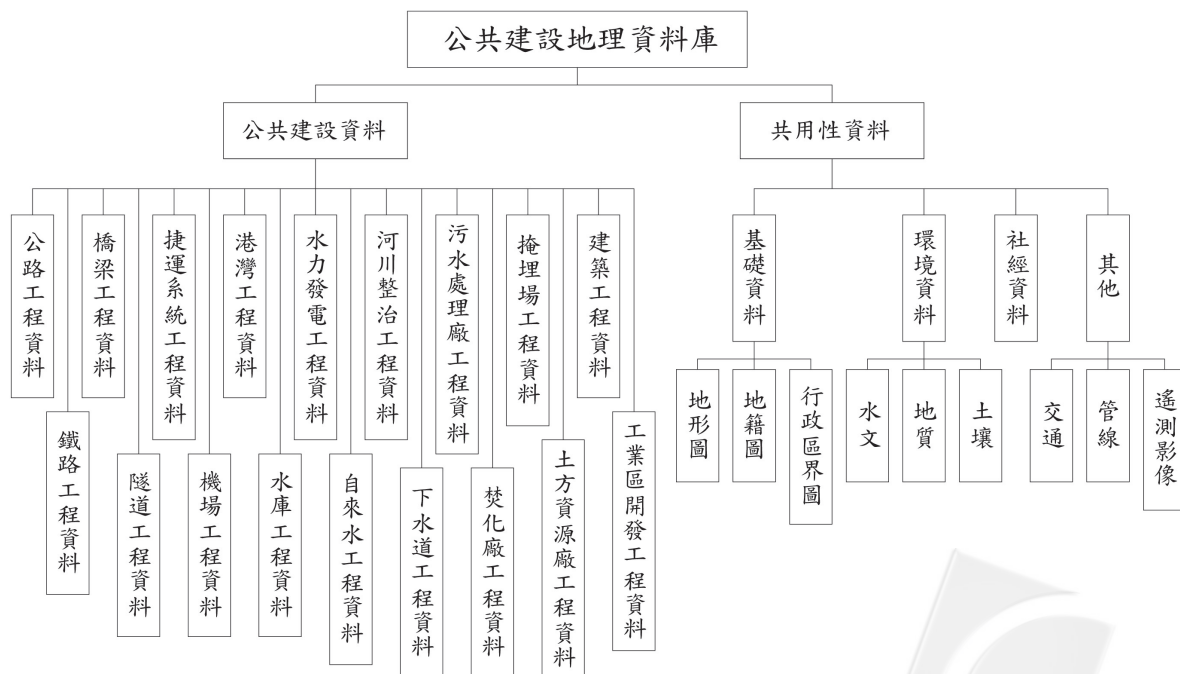 公共建設地理資料庫
公共建設資料
共用性資料
公路工程資料
鐵路工程資料
橋梁工程資料
隧道工程資料
捷運系統工程資料
機場工程資料
港灣工程資料
水庫工程資料
水力發電工程資料
自來水工程資料
河川整治工程資料
下水道工程資料
污水處理廠工程資料
焚化廠工程資料
掩埋場工程資料
土方資源廠工程資料
建築工程資料
工業區開發工程資料
基礎資料
環境資料
社經資料
其他
地形圖
地籍圖
行政區界圖
水文
地質
土壤
交通
管線
遙測影像